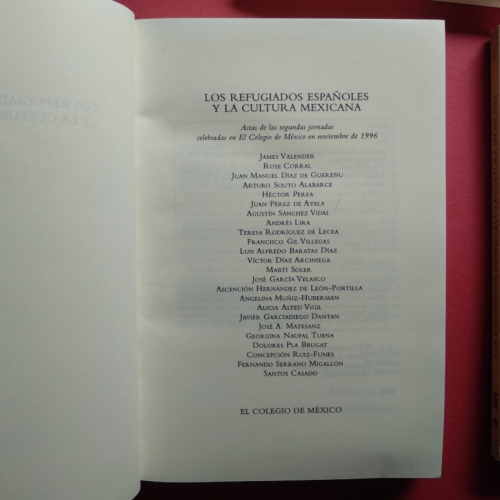 LOS REFUGIADOS ESPAÑOLES
Y LA CULTURA MEXICANA
Actas de las segundas jornadas
celebradas en El Colegio de México en noviembre de 1996
JAMES VALENDER
ROSE CORRAL
JUAN MANUEL DÍAZ DE GUEREÑU
ARTURO SOUTO ALABARCE
HÉCTOR PEREA
JUAN PÉREZ DE AYALA
AGUSTÍN SÁNCHEZ VIDAL
ANDRÉS LIRA
TERESA RODRÍGUEZ DE LECEA
FRANCISCO GIL VILLEGAS
LUIS ALFREDO BARATAS DÍAZ
VÍCTOR DÍAZ ARCINIEGA
MARTÍ SOLER
JOSÉ GARCÍA VELASCO
ASCENCIÓN HERNÁNDEZ DE LEÓN-PORTILLA
ANGELINA MUÑIZ-HUBERMAN
ALICIA ALTED VIGIL
JAVIER GARCIADIEGO DANTAN
JOSÉ A. MATESANZ
GEORGINA NAUFAL TUENA
DOLORES PLA BRUGAT
CONCEPCIÓN RUIZ-FUNES
FERNANDO SERRANO MIGALLÓN
SANTOS CASADO
EL COLEGIO DE MÉXICO